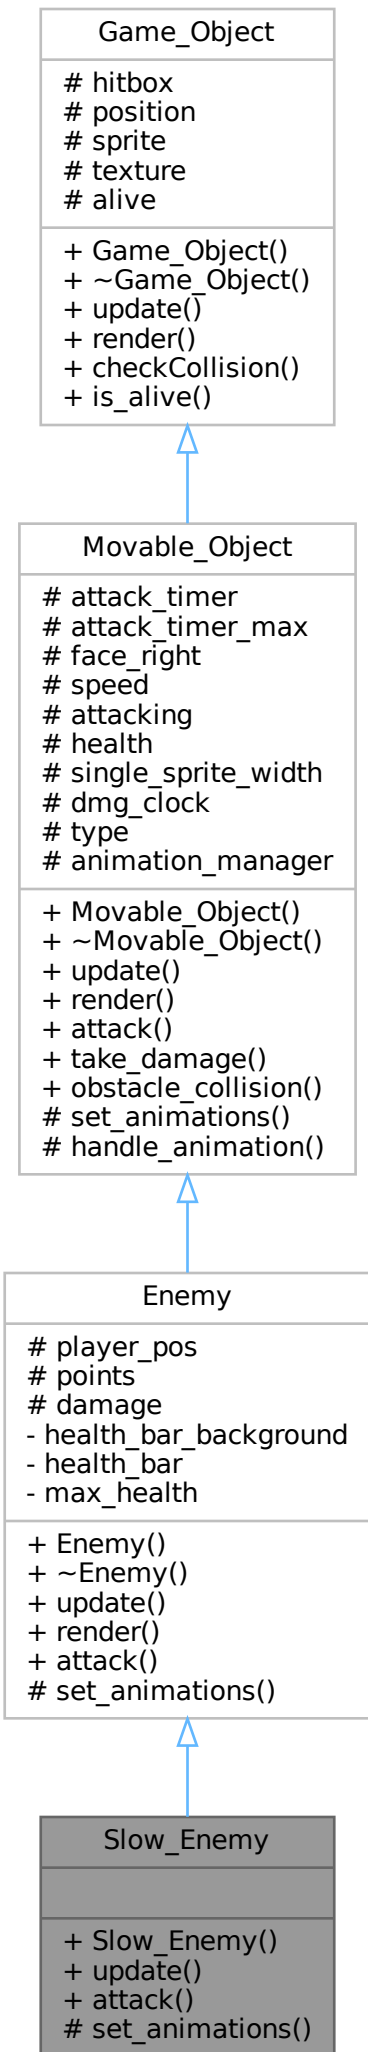 Game_Object
# hitbox
# position
# sprite
# texture
# alive
+ Game_Object()
+ ~Game_Object()
+ update()
+ render()
+ checkCollision()
+ is_alive()
Movable_Object
# attack_timer
# attack_timer_max
# face_right
# speed
# attacking
# health
# single_sprite_width
# dmg_clock
# type
# animation_manager
+ Movable_Object()
+ ~Movable_Object()
+ update()
+ render()
+ attack()
+ take_damage()
+ obstacle_collision()
# set_animations()
# handle_animation()
Enemy
# player_pos
# points
# damage
- health_bar_background
- health_bar
- max_health
+ Enemy()
+ ~Enemy()
+ update()
+ render()
+ attack()
# set_animations()
Slow_Enemy
+ Slow_Enemy()
+ update()
+ attack()
# set_animations()